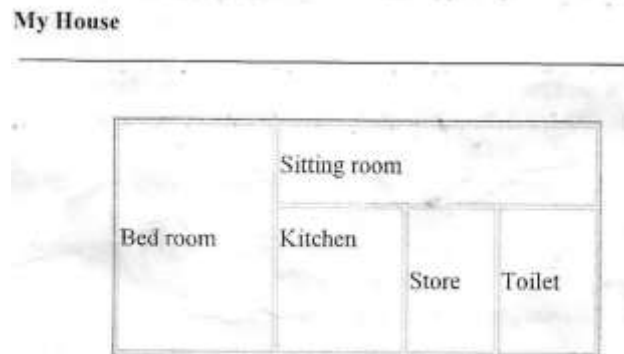 My House
Sitting room
Bed room
Kitchen
Store
Toilet